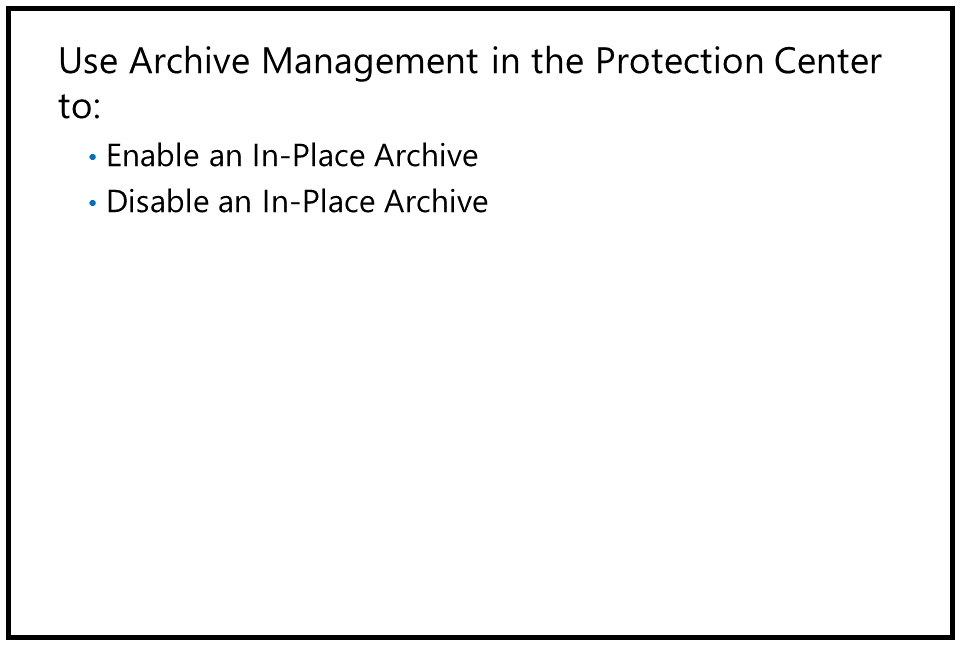 Use Archive Management in the Protection Center
to:
• Enable an In-Place Archive
• Disable an In-Place Archive